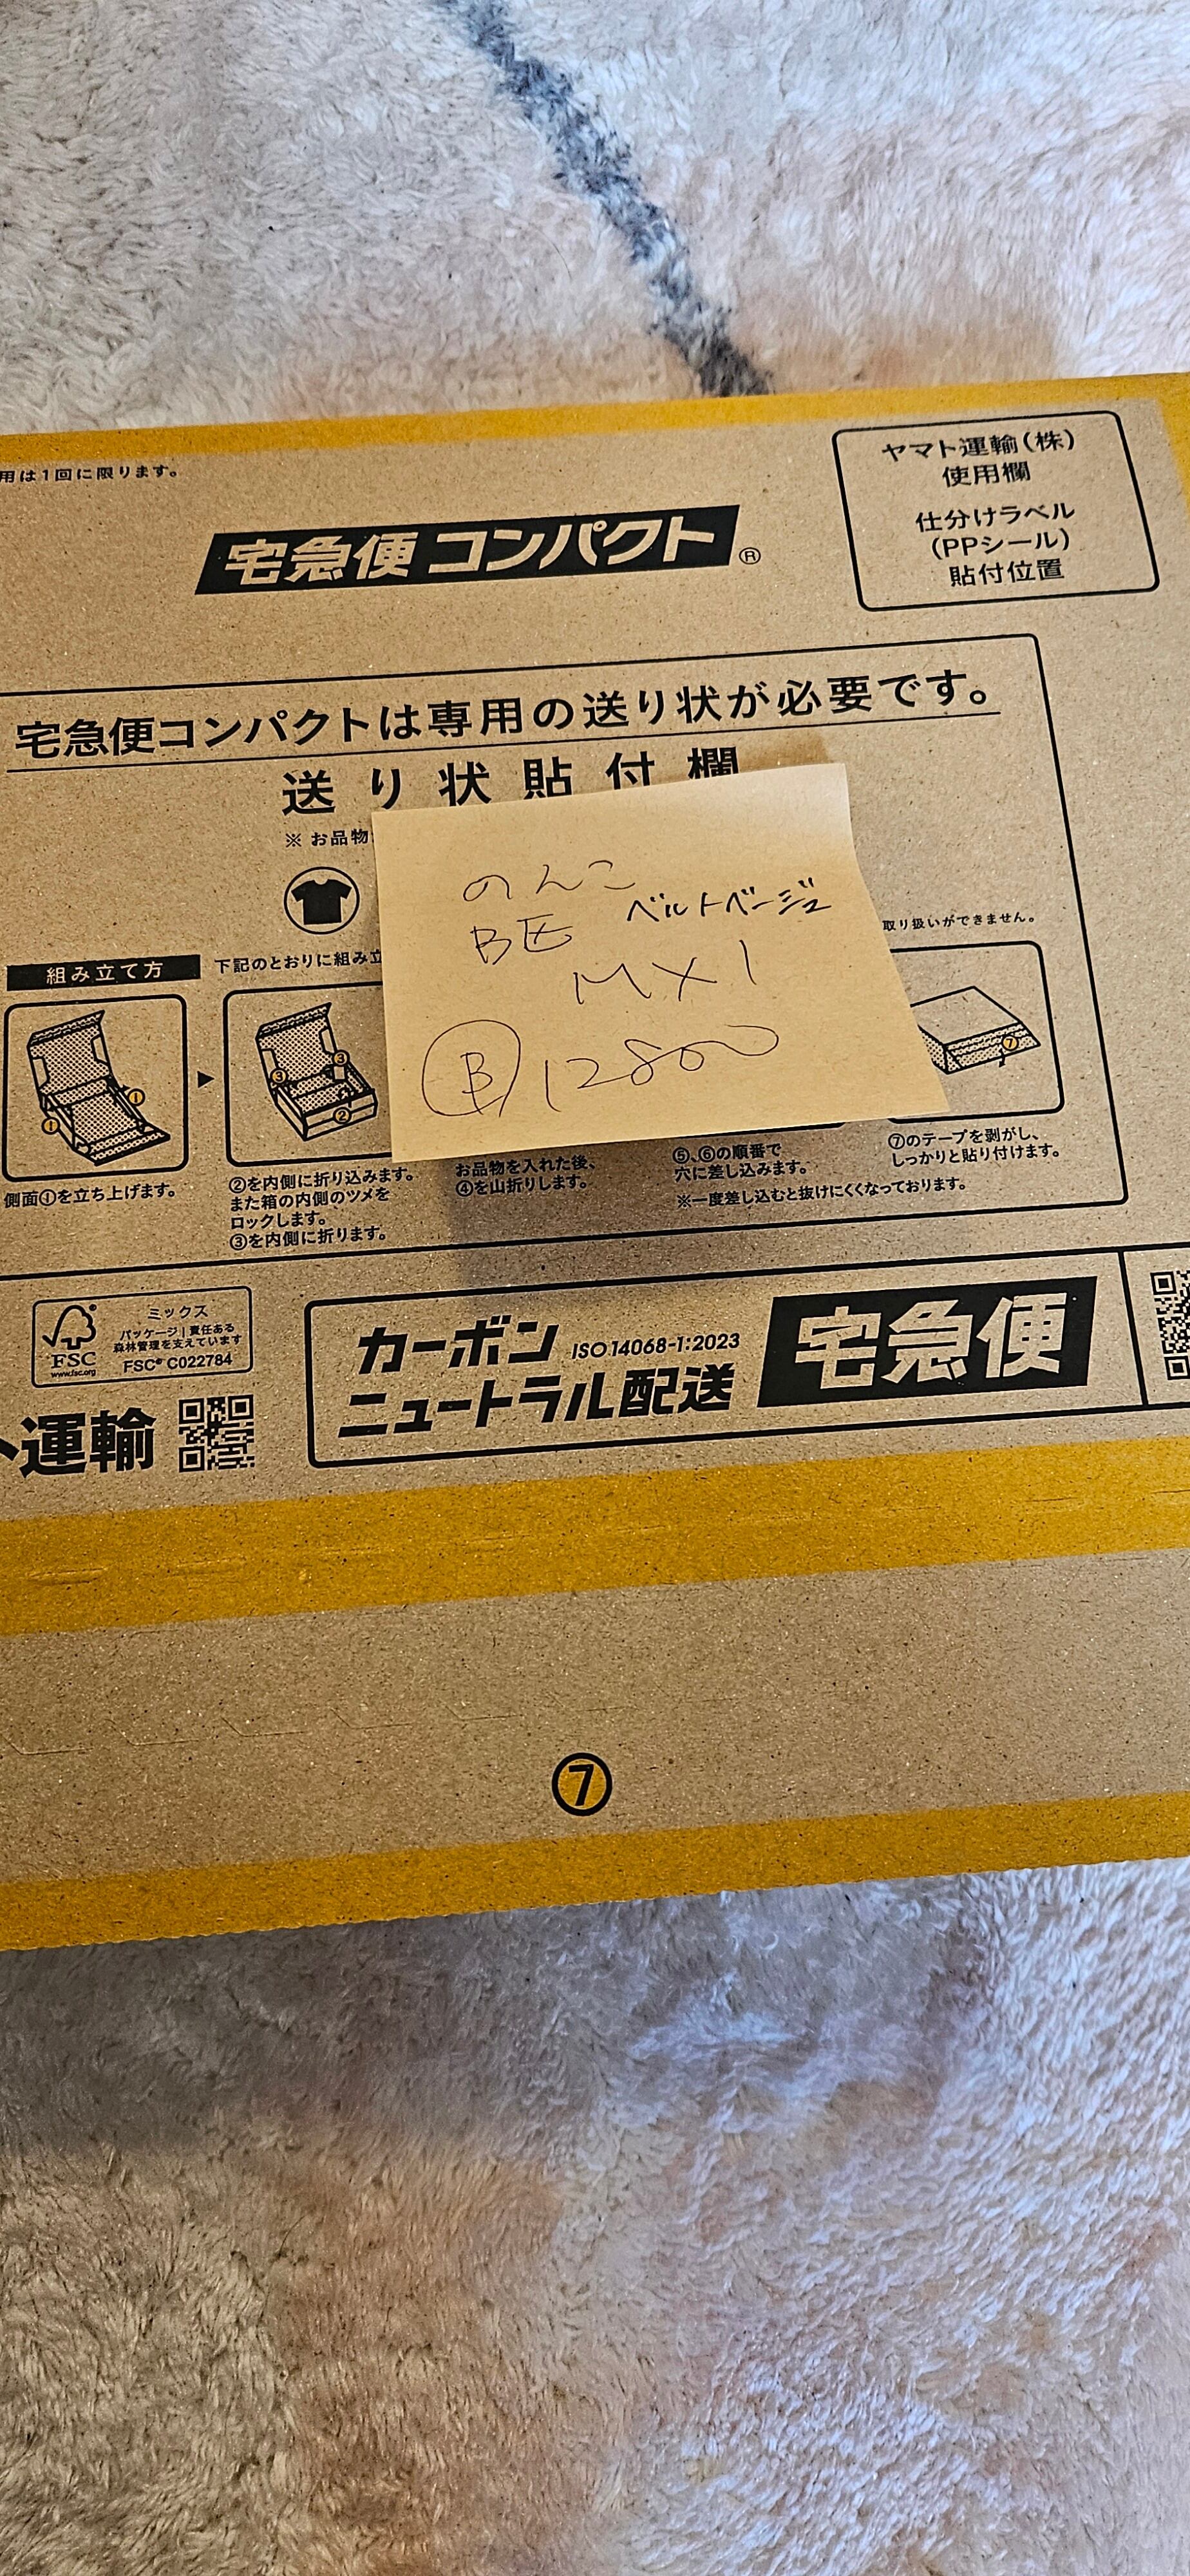 用は1回に限ります。
宅急便コンパクト®
ヤマト運輸(株)
使用欄
仕分けラベル
(PPシール)
貼付位置
宅急便コンパクトは専用の送り状が必要です。
送り状貼付欄
※お品物
取り扱いができません。
のんこ
BE ベルトベージュ
M×1
Ⓑ 12800
組み立て方
下記のとおりに組み立
①
①
③
③
②
⑦
側面①を立ち上げます。
②を内側に折り込みます。
また箱の内側のツメを
ロックします。
③を内側に折ります。
お品物を入れた後、
④を山折りします。
⑤、⑥の順番で
穴に差し込みます。
※一度差し込むと抜けにくくなっております。
⑦のテープを剥がし、
しっかりと貼り付けます。
FSC
www.fsc.org
ミックス
パッケージ|責任ある
森林管理を支えています
FSC® C022784
ト運輸
カーボン
ニュートラル配送
ISO 14068-1:2023
宅急便
⑦